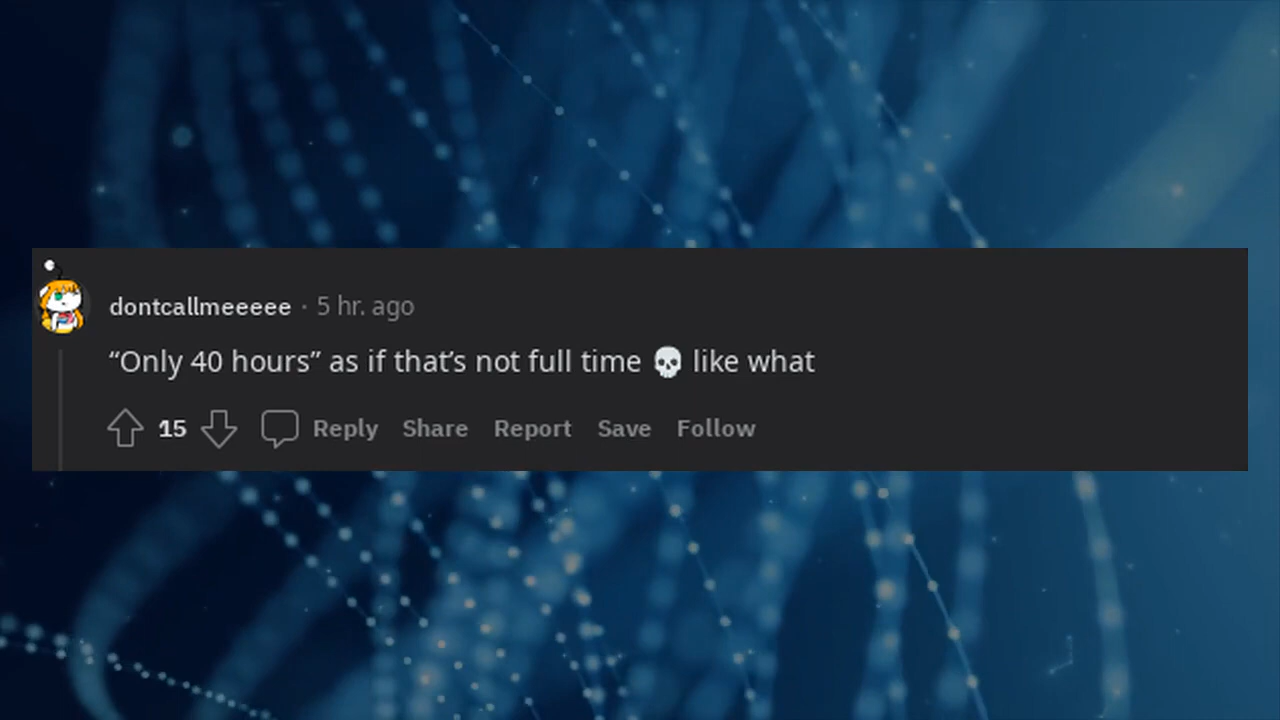 dontcallmeeeee · 5 hr. ago
“Only 40 hours” as if that’s not full time 💀 like what
15 Reply Share Report Save Follow